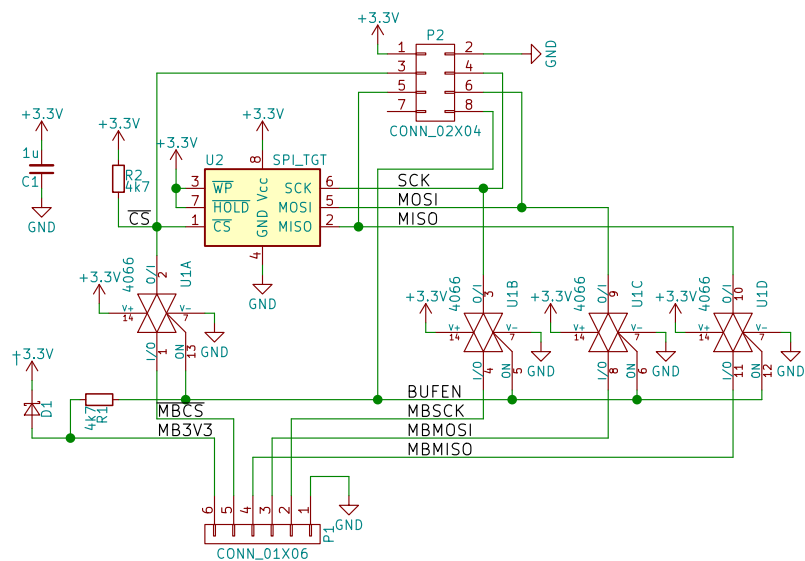 +3.3V
P2
1
2
GND
3
4
5
6
7
8
CONN_02X04
+3.3V
1u
C1
GND
+3.3V
R2
4k7
+3.3V
+3.3V
U2
SPI_TGT
8
Vcc
3
WP
SCK
6
SCK
7
HOLD
MOSI
5
MOSI
CS
1
CS
MISO
2
MISO
GND
4
GND
+3.3V
4066
O/I
2
U1A
V+
14
V-
7
GND
I/O
1
ON
13
+3.3V
4066
O/I
3
U1B
V+
14
V-
7
GND
I/O
4
ON
5
+3.3V
4066
O/I
9
U1C
V+
14
V-
7
GND
I/O
8
ON
6
+3.3V
4066
O/I
10
U1D
V+
14
V-
7
GND
I/O
11
ON
12
+3.3V
D1
4k7
R1
BUFEN
MBCS
MBSCK
MB3V3
MBMOSI
MBMISO
6
5
4
3
2
1
GND
P1
CONN_01X06